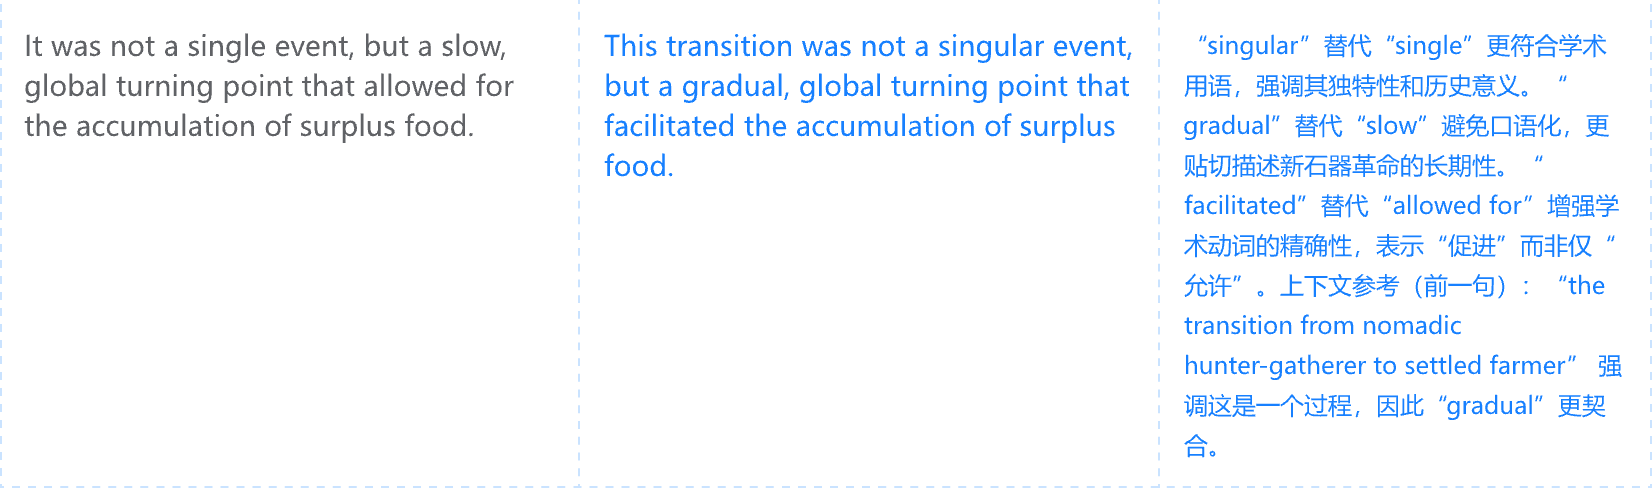 It was not a single event, but a slow,
global turning point that allowed for
the accumulation of surplus food.
This transition was not a singular event,
but a gradual, global turning point that
facilitated the accumulation of surplus
food.
“singular”替代“single”更符合学术
用语，强调其独特性和历史意义。“
gradual”替代“slow”避免口语化，更
贴切描述新石器革命的长期性。“
facilitated”替代“allowed for”增强学
术动词的精确性，表示“促进”而非仅“
允许”。上下文参考（前一句）：“the
transition from nomadic
hunter-gatherer to settled farmer” 强
调这是一个过程，因此“gradual”更契
合。